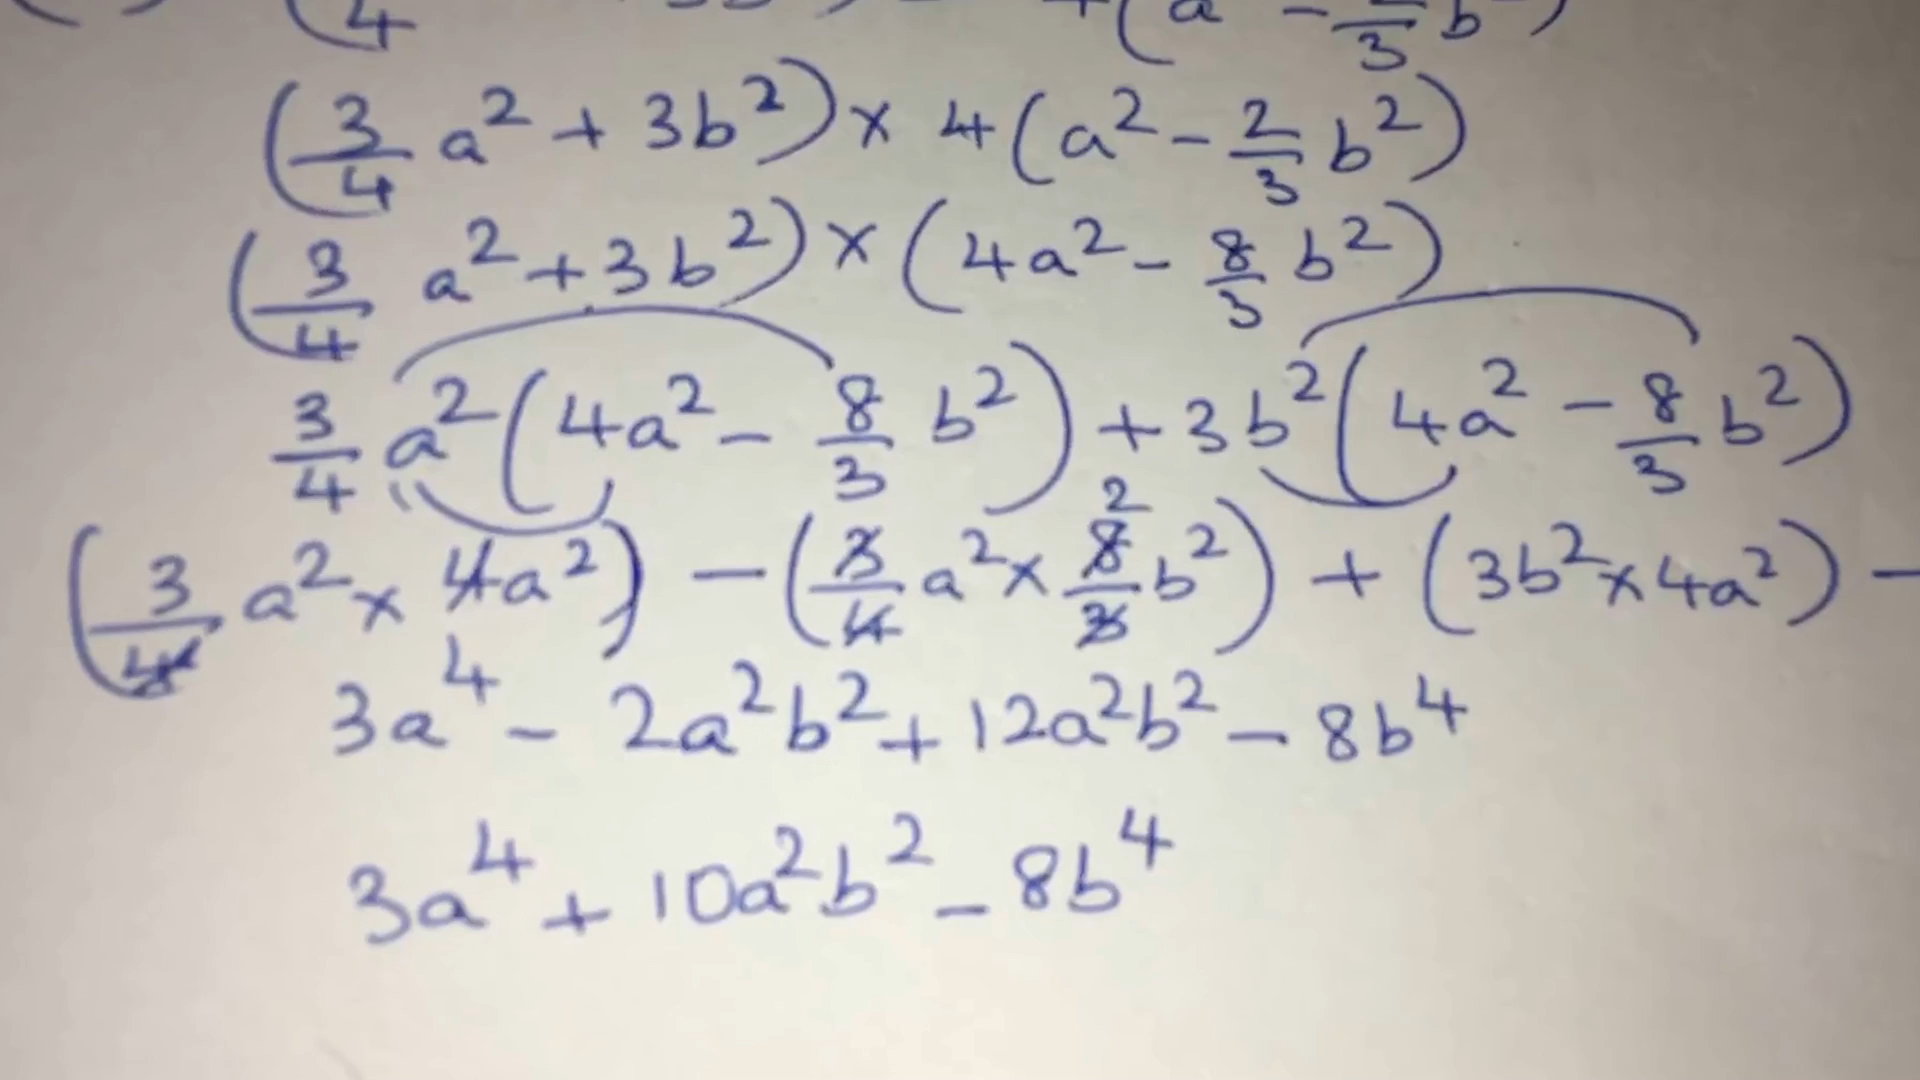 (3/4 a² + 3b²) × 4(a² - 2/3 b²)
(3/4 a² + 3b²) × (4a² - 8/3 b²)
3/4 a²(4a² - 8/3 b²) + 3b²(4a² - 8/3 b²)
(3/4 a² × 4a²) - (3/4 a² × 8/3 b²) + (3b² × 4a²) -
3a⁴ - 2a²b² + 12a²b² - 8b⁴
3a⁴ + 10a²b² - 8b⁴